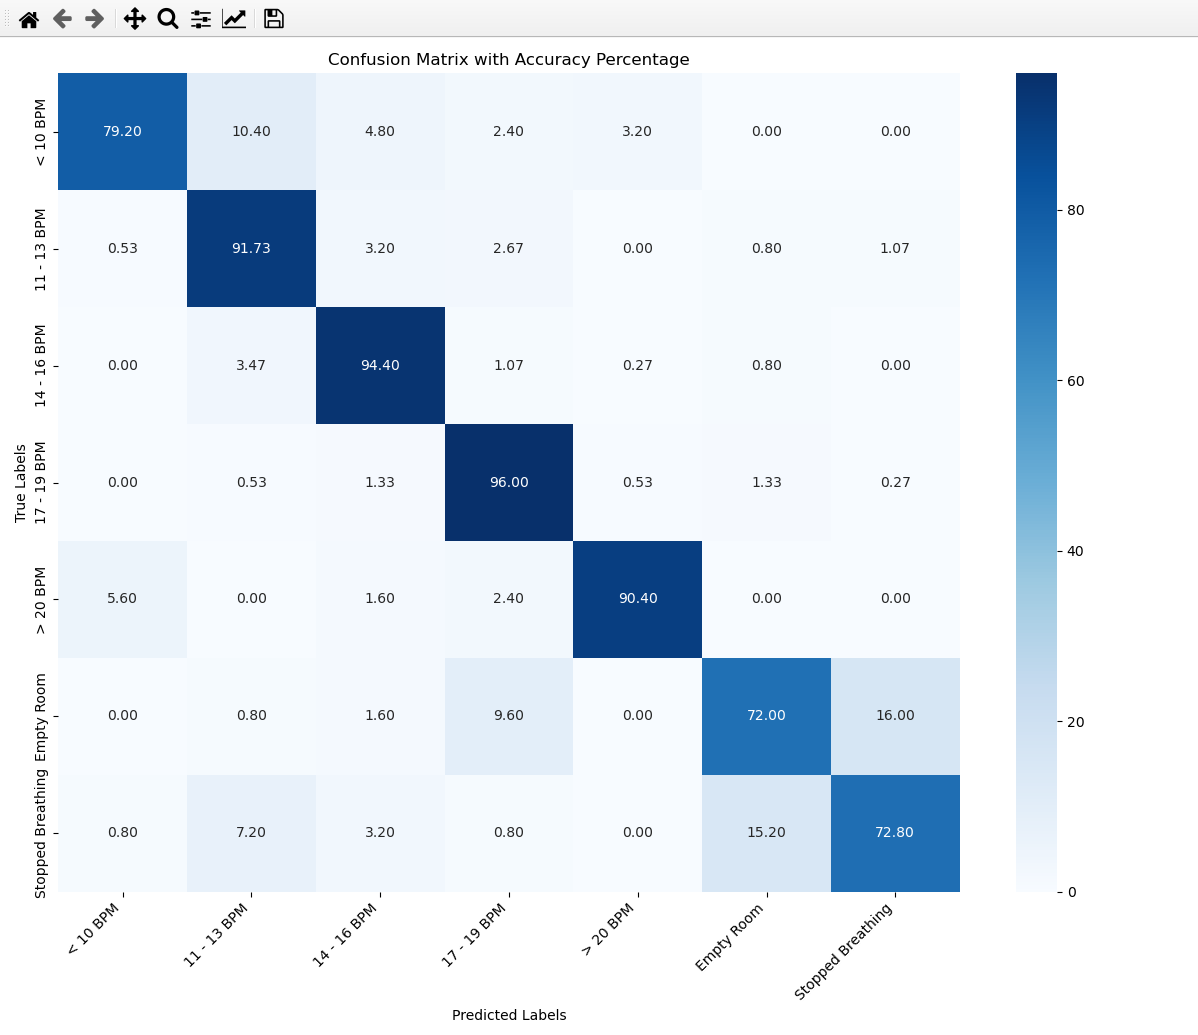 Confusion Matrix with Accuracy Percentage
True Labels
< 10 BPM
79.20 10.40 4.80 2.40 3.20 0.00 0.00
11 - 13 BPM
0.53 91.73 3.20 2.67 0.00 0.80 1.07
14 - 16 BPM
0.00 3.47 94.40 1.07 0.27 0.80 0.00
17 - 19 BPM
0.00 0.53 1.33 96.00 0.53 1.33 0.27
> 20 BPM
5.60 0.00 1.60 2.40 90.40 0.00 0.00
Empty Room
0.00 0.80 1.60 9.60 0.00 72.00 16.00
Stopped Breathing
0.80 7.20 3.20 0.80 0.00 15.20 72.80
< 10 BPM
11 - 13 BPM
14 - 16 BPM
17 - 19 BPM
> 20 BPM
Empty Room
Stopped Breathing
Predicted Labels
80
60
40
20
0